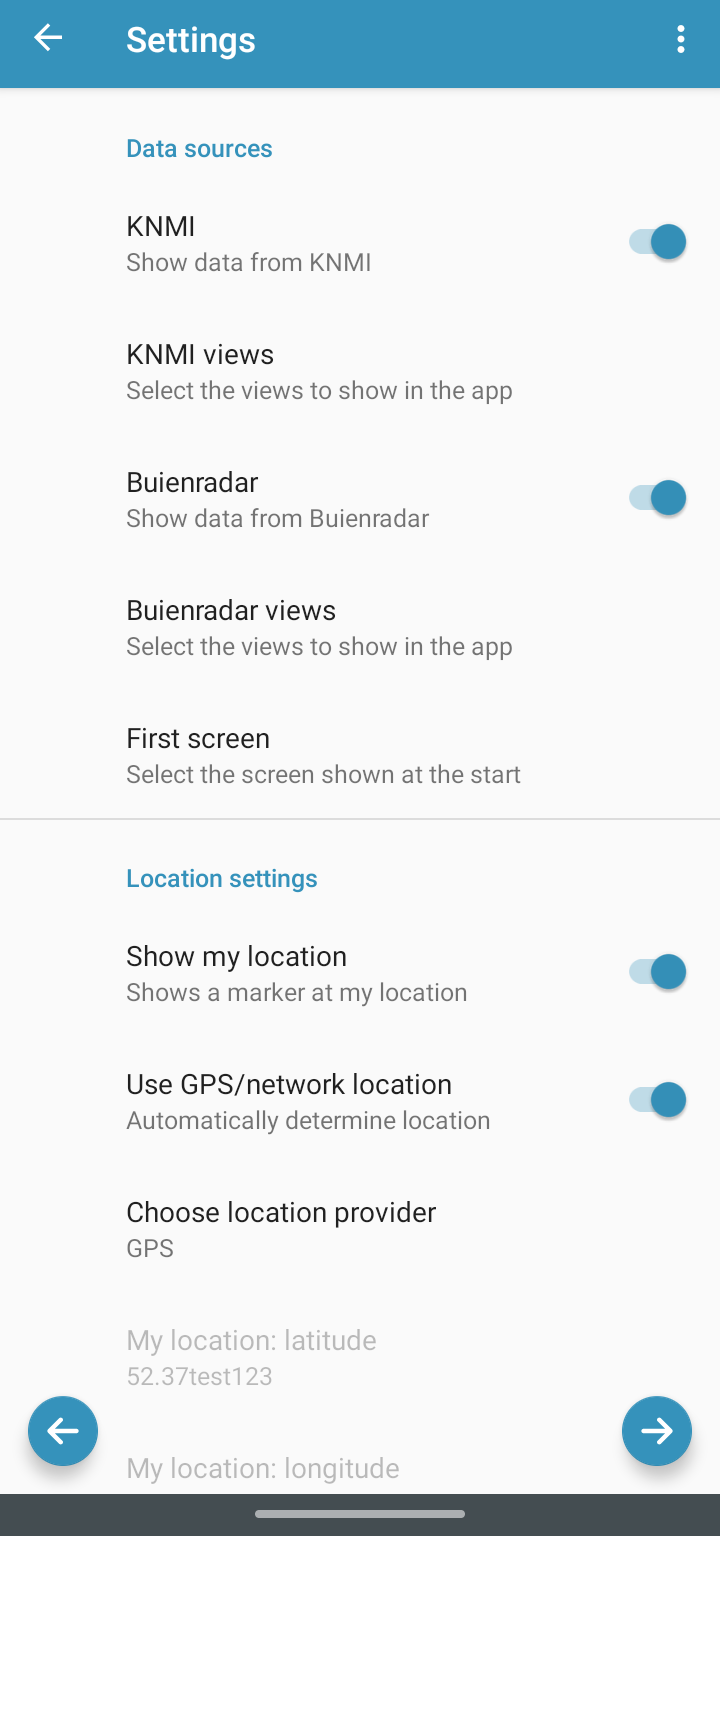 Settings
Data sources
KNMI
Show data from KNMI
KNMI views
Select the views to show in the app
Buienradar
Show data from Buienradar
Buienradar views
Select the views to show in the app
First screen
Select the screen shown at the start
Location settings
Show my location
Shows a marker at my location
Use GPS/network location
Automatically determine location
Choose location provider
GPS
My location: latitude
52.37test123
My location: longitude